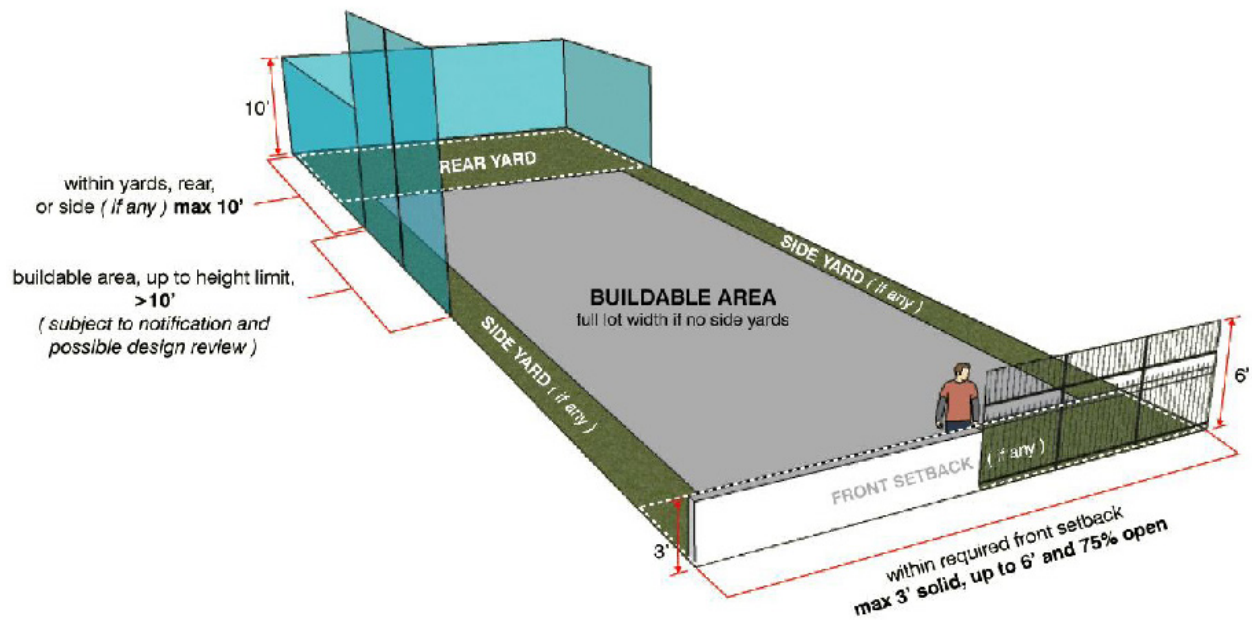 10'
within yards, rear,
or side ( if any ) max 10'
buildable area, up to height limit,
>10'
( subject to notification and
possible design review )
REAR YARD
SIDE YARD ( if any )
BUILDABLE AREA
full lot width if no side yards
SIDE YARD ( if any )
6'
FRONT SETBACK ( if any )
3'
within required front setback
max 3' solid, up to 6' and 75% open